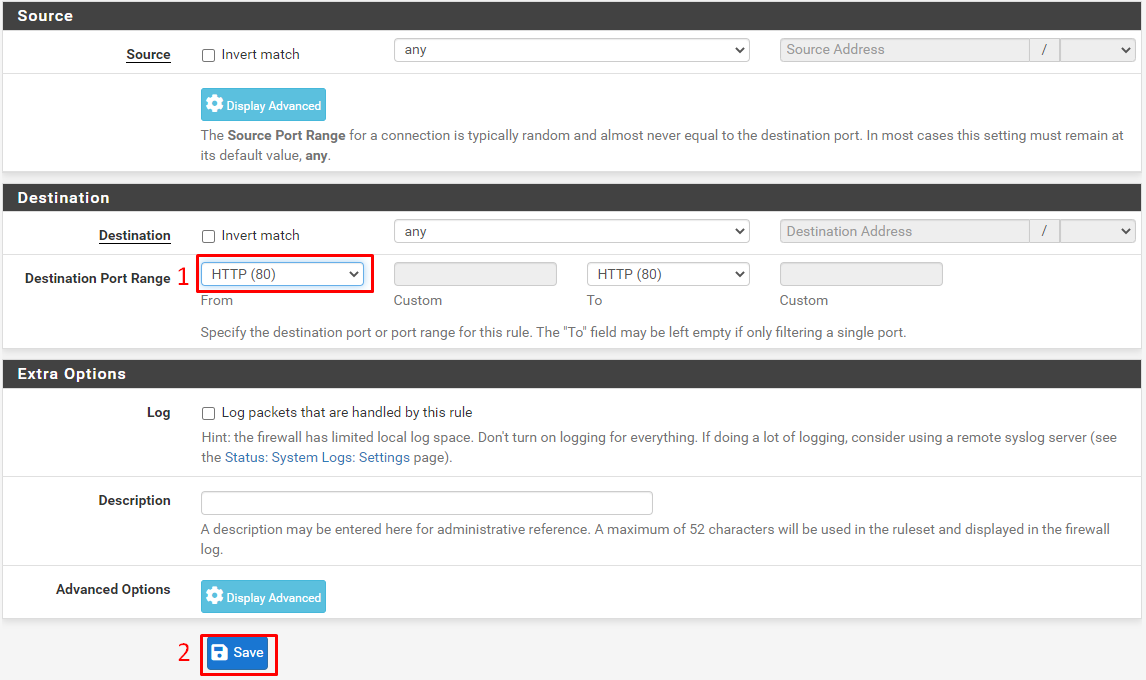 Source
Source Invert match any Source Address /
Display Advanced
The Source Port Range for a connection is typically random and almost never equal to the destination port. In most cases this setting must remain at
its default value, any.
Destination
Destination Invert match any Destination Address /
Destination Port Range 1 HTTP (80) HTTP (80)
From Custom To Custom
Specify the destination port or port range for this rule. The "To" field may be left empty if only filtering a single port.
Extra Options
Log Log packets that are handled by this rule
Hint: the firewall has limited local log space. Don't turn on logging for everything. If doing a lot of logging, consider using a remote syslog server (see
the Status: System Logs: Settings page).
Description
A description may be entered here for administrative reference. A maximum of 52 characters will be used in the ruleset and displayed in the firewall
log.
Advanced Options Display Advanced
2 Save